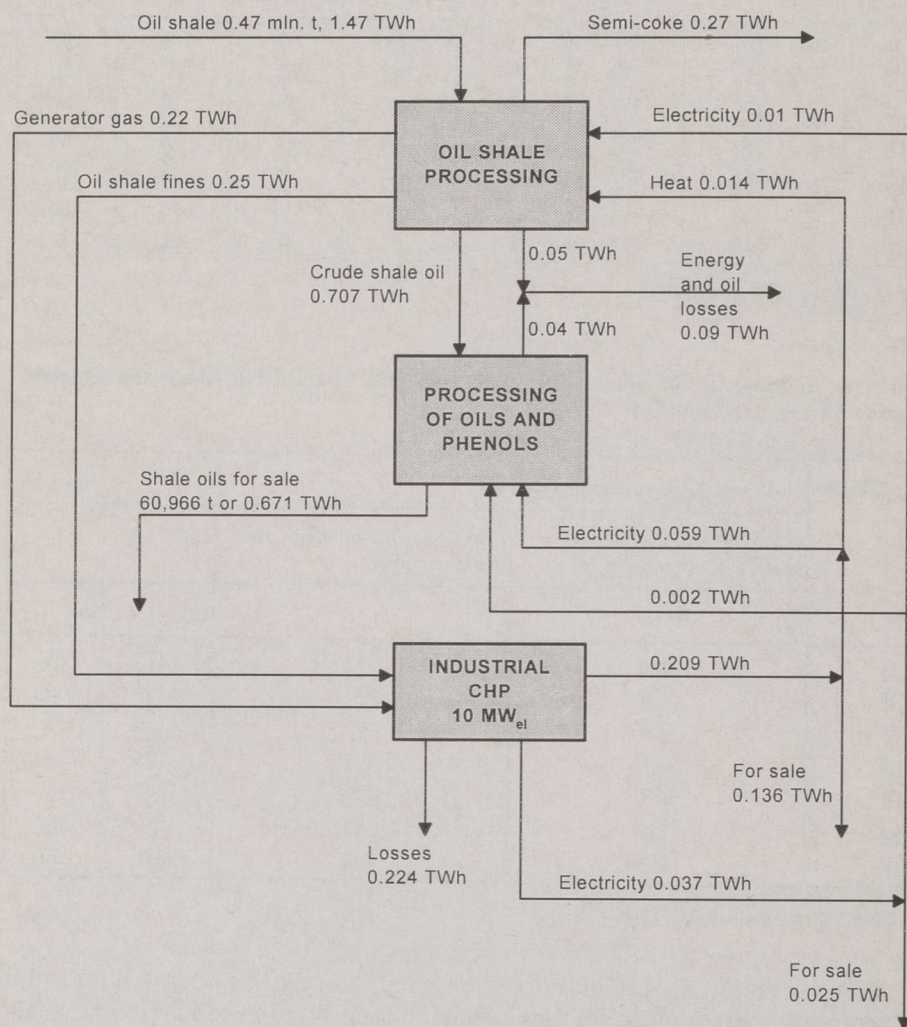 Oil shale 0.47 mln. t, 1.47 TWh
Semi-coke 0.27 TWh
Generator gas 0.22 TWh
Electricity 0.01 TWh
OIL SHALE
PROCESSING
Oil shale fines 0.25 TWh
Heat 0.014 TWh
0.05 TWh
Crude shale oil
0.707 TWh
Energy
and oil
losses
0.09 TWh
0.04 TWh
PROCESSING
OF OILS AND
PHENOLS
Shale oils for sale
60,966 t or 0.671 TWh
Electricity 0.059 TWh
0.002 TWh
INDUSTRIAL
CHP
10 MWel
0.209 TWh
For sale
0.136 TWh
Losses
0.224 TWh
Electricity 0.037 TWh
For sale
0.025 TWh